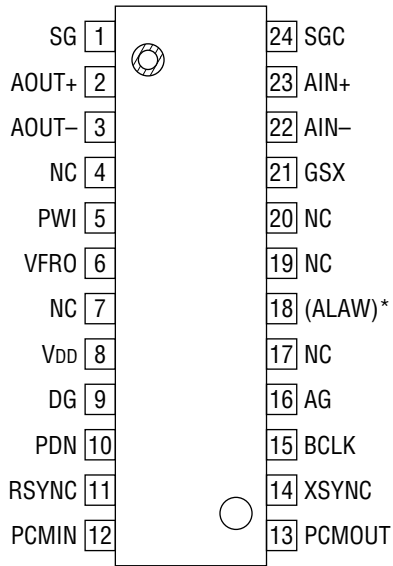 SG 1 24 SGC
AOUT+ 2 23 AIN+
AOUT– 3 22 AIN–
NC 4 21 GSX
PWI 5 20 NC
VFRO 6 19 NC
NC 7 18 (ALAW)*
VDD 8 17 NC
DG 9 16 AG
PDN 10 15 BCLK
RSYNC 11 14 XSYNC
PCMIN 12 13 PCMOUT